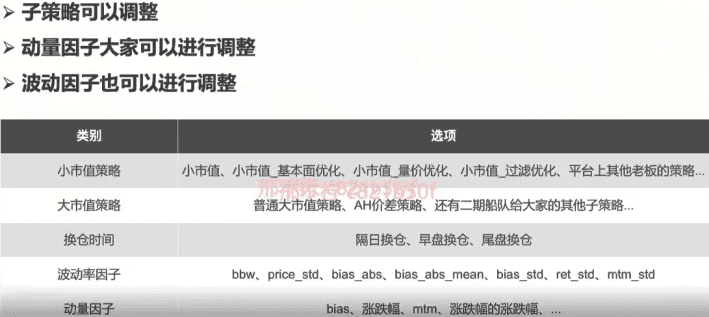 ➢ 子策略可以调整
➢ 动量因子大家可以进行调整
➢ 波动因子也可以进行调整
类别 选项
小市值策略 小市值、小市值_基本面优化、小市值_量价优化、小市值_过滤优化、平台上其他老板的策略...
大市值策略 普通大市值策略、AH价差策略、还有二期船队给大家的其他子策略...
换仓时间 隔日换仓、早盘换仓、尾盘换仓
波动率因子 bbw、price_std、bias_abs、bias_abs_mean、bias_std、ret_std、mtm_std
动量因子 bias、涨跌幅、mtm、涨跌幅的涨跌幅、...